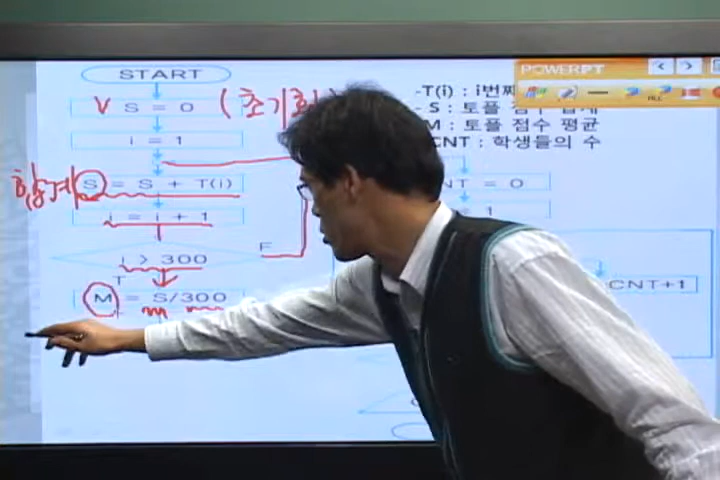 START
V S = 0 (초기화
i = 1
합계 S = S + T(i)
i = i + 1
i > 300
F
T
M = S/300
POWERPT
-T(i) : i번째
- S : 토플 점수 합계
M : 토플 점수 평균
CNT : 학생들의 수
NT = 0
1
CNT+1